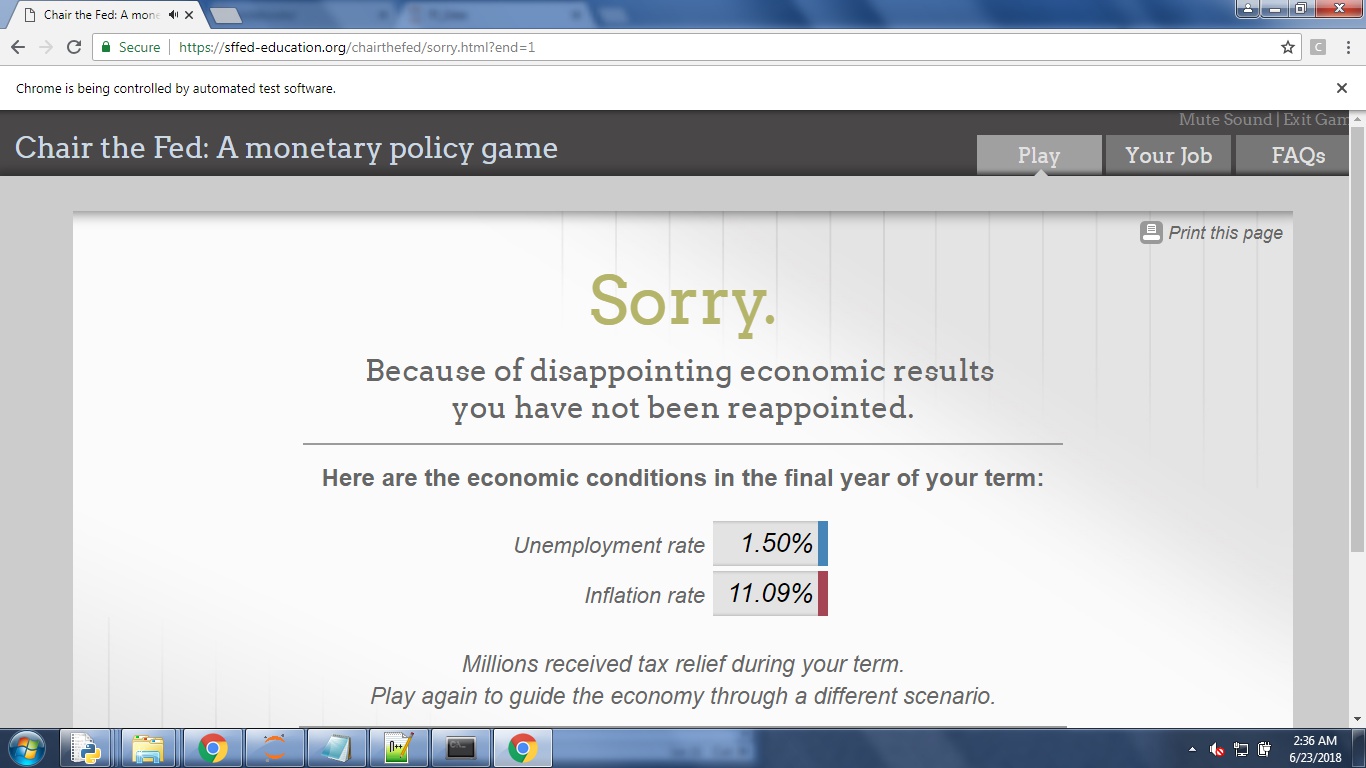 Chair the Fed: A mone
Secure
https://sffed-education.org/chairthefed/sorry.html?end=1
C
Chrome is being controlled by automated test software.
Mute Sound | Exit Gam
Chair the Fed: A monetary policy game
Play
Your Job
FAQs
Print this page
Sorry.
Because of disappointing economic results
you have not been reappointed.
Here are the economic conditions in the final year of your term:
Unemployment rate 1.50%
Inflation rate 11.09%
Millions received tax relief during your term.
Play again to guide the economy through a different scenario.
2:36 AM
6/23/2018